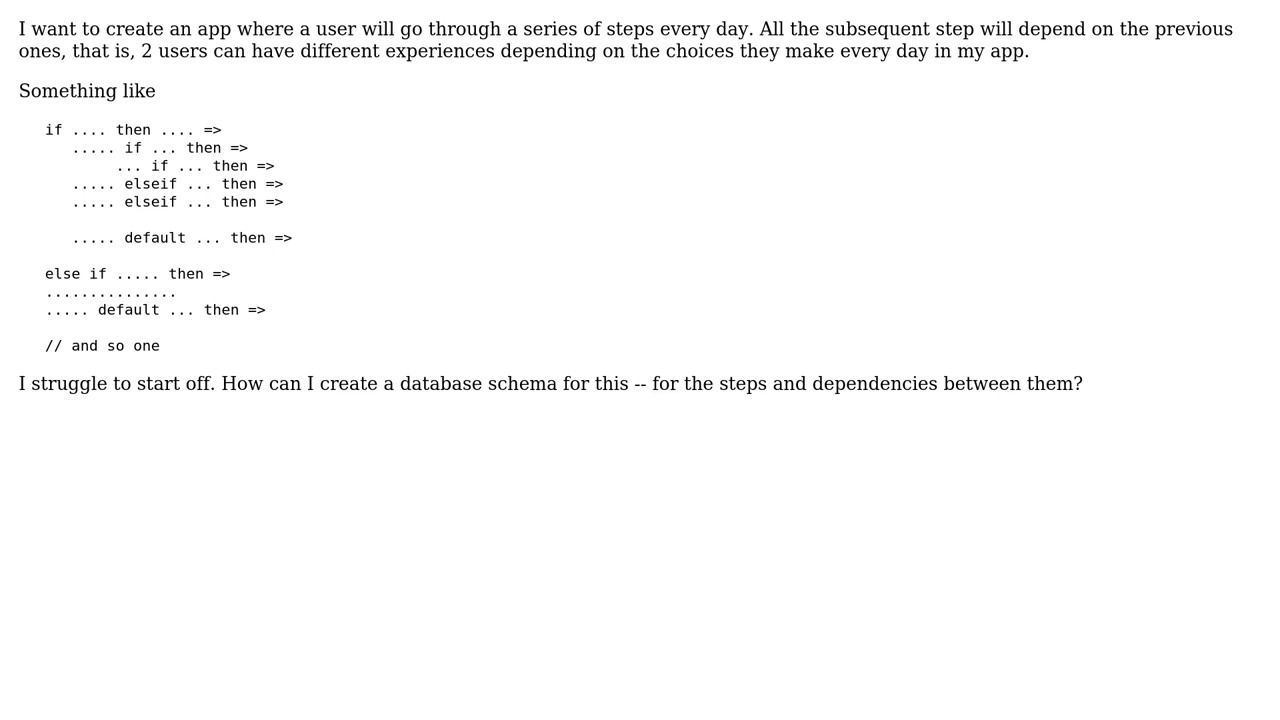 I want to create an app where a user will go through a series of steps every day. All the subsequent step will depend on the previous
ones, that is, 2 users can have different experiences depending on the choices they make every day in my app.
Something like
if .... then .... =>
..... if ... then =>
... if ... then =>
..... elseif ... then =>
..... elseif ... then =>
..... default ... then =>
else if ..... then =>
...............
..... default ... then =>
// and so one
I struggle to start off. How can I create a database schema for this -- for the steps and dependencies between them?